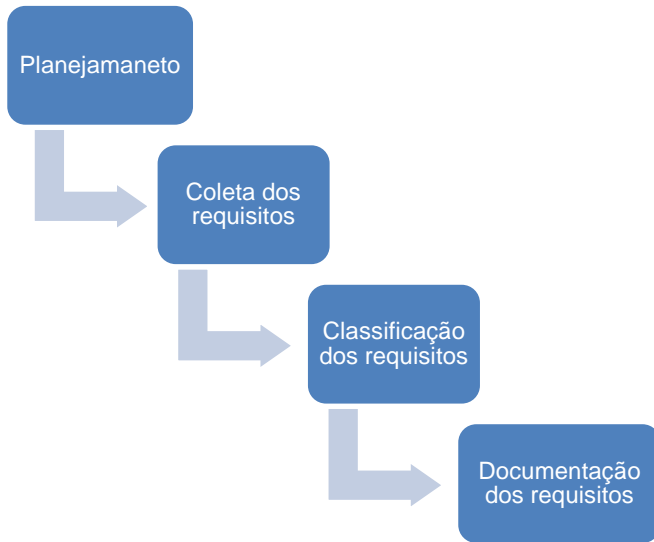 Planejamaneto
Coleta dos
requisitos
Classificação
dos requisitos
Documentação
dos requisitos